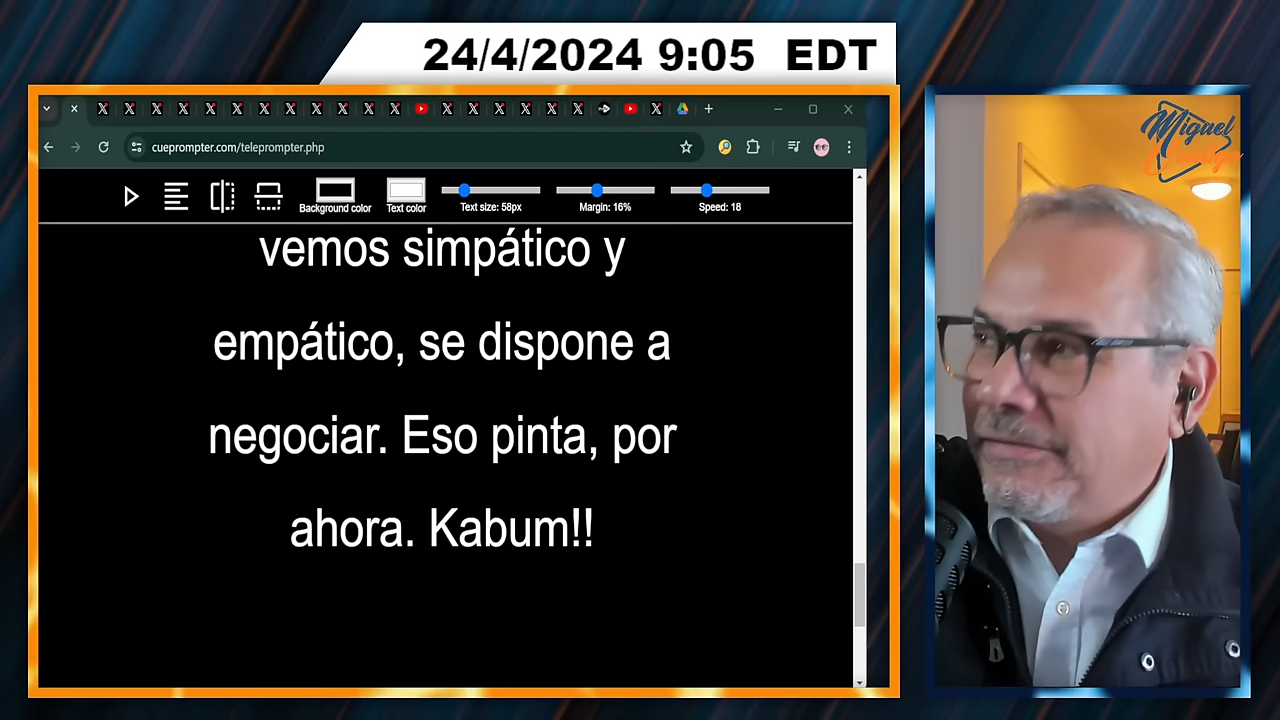 24/4/2024 9:05 EDT
cueprompter.com/teleprompter.php
Background color
Text color
Text size: 58px
Margin: 16%
Speed: 18
vemos simpático y
empático, se dispone a
negociar. Eso pinta, por
ahora. Kabum!!
Miguel